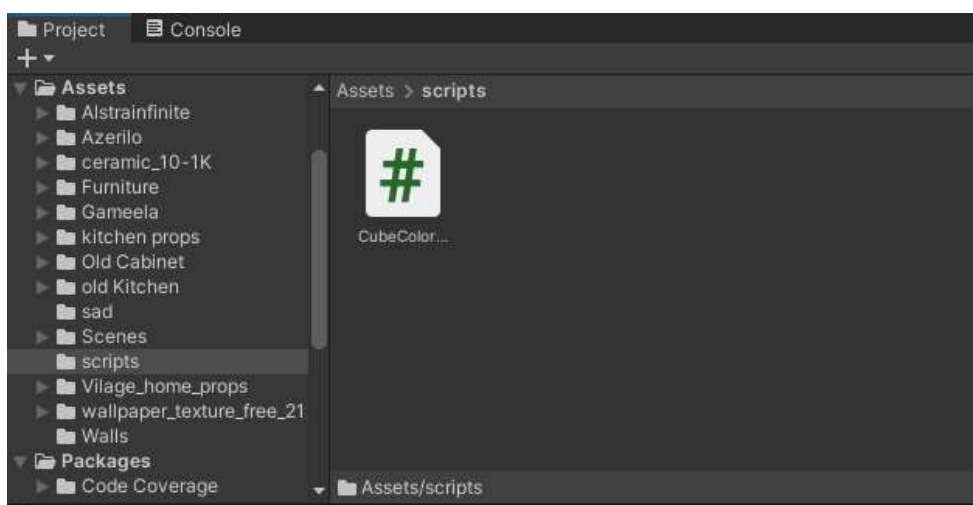 Project Console
Assets
Alstrainfinite
Azerilo
ceramic_10-1K
Furniture
Gameela
kitchen props
Old Cabinet
old Kitchen
sad
Scenes
scripts
Vilage_home_props
wallpaper_texture_free_21
Walls
Packages
Code Coverage
Assets > scripts
#
CubeColor...
Assets/scripts